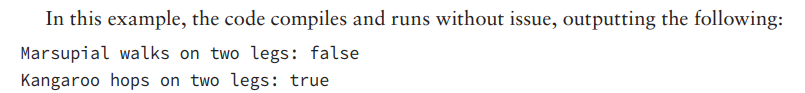 In this example, the code compiles and runs without issue, outputting the following:
Marsupial walks on two legs: false
Kangaroo hops on two legs: true